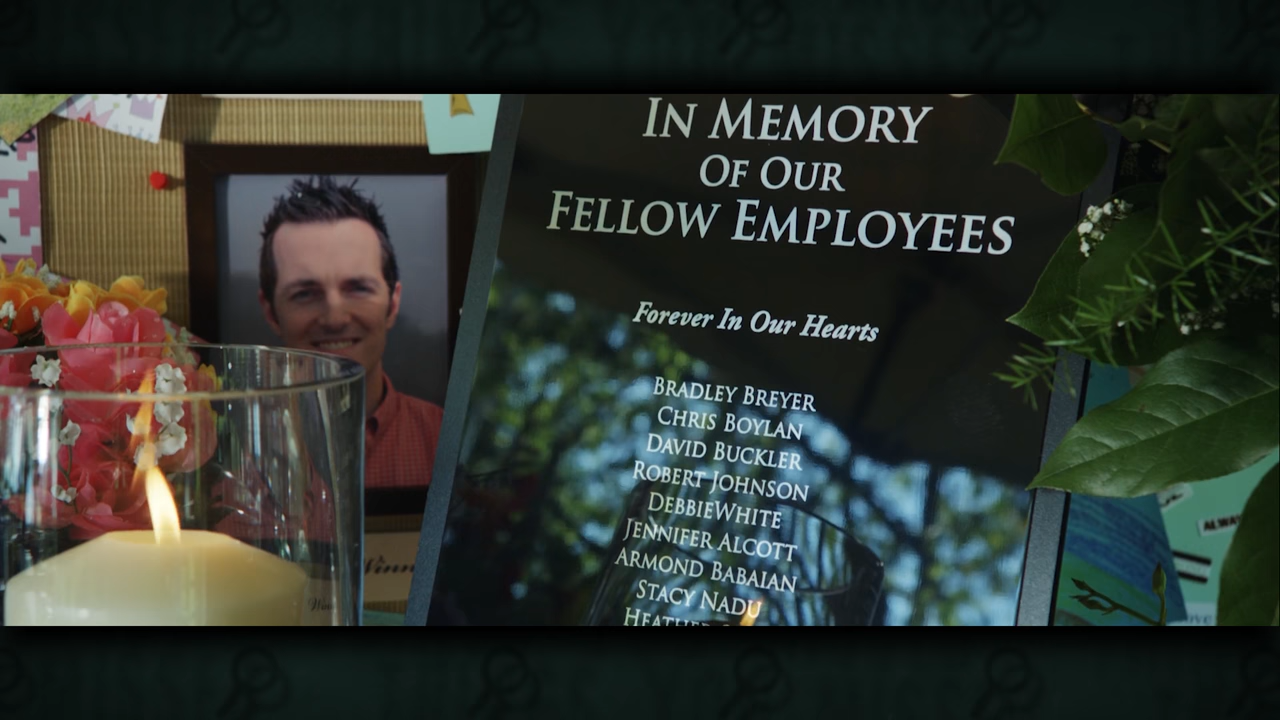 IN MEMORY
OF OUR
FELLOW EMPLOYEES
Forever In Our Hearts
BRADLEY BREYER
CHRIS BOYLAN
DAVID BUCKLER
ROBERT JOHNSON
DEBBIEWHITE
JENNIFER ALCOTT
ARMOND BABAIAN
STACY NADU
HEATHER